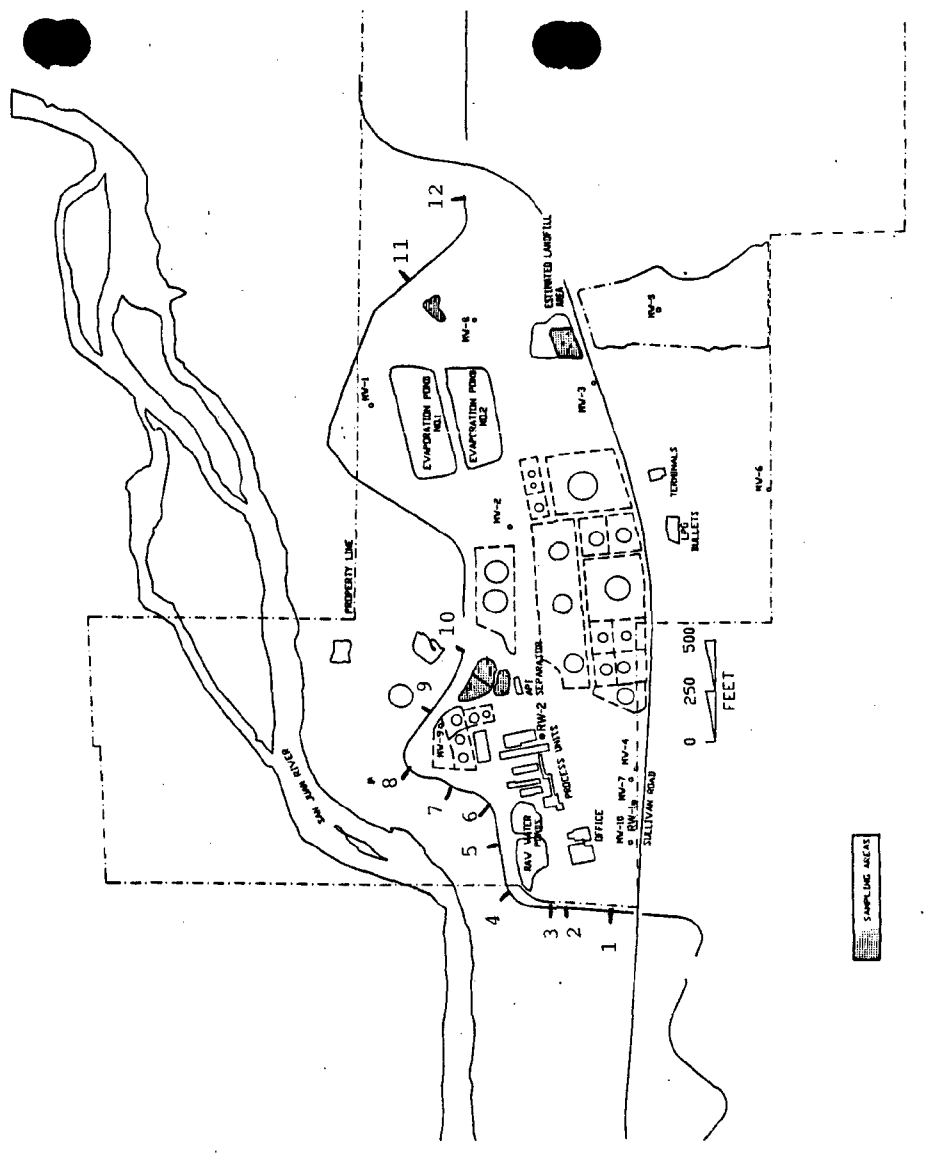 12
11
ESTIMATED LANDFILL
AREA
MW-5
MW-8
MW-1
MW-3
EVAPORATION POND
NO.1
EVAPORATION POND
NO.2
TERMINALS
MW-6
LPG
BULLETS
MW-2
PROPERTY LINE
10
9
API
SEPARATOR
0 250 500
FEET
RW-2
MW-9
PROCESS UNITS
SAN JUAN RIVER
8
7
6
5
4
3
2
1
MW-4
MW-7
MW-10
SULLIVAN ROAD
OFFICE
RAW WATER
PONDS
SAMPLING AREAS